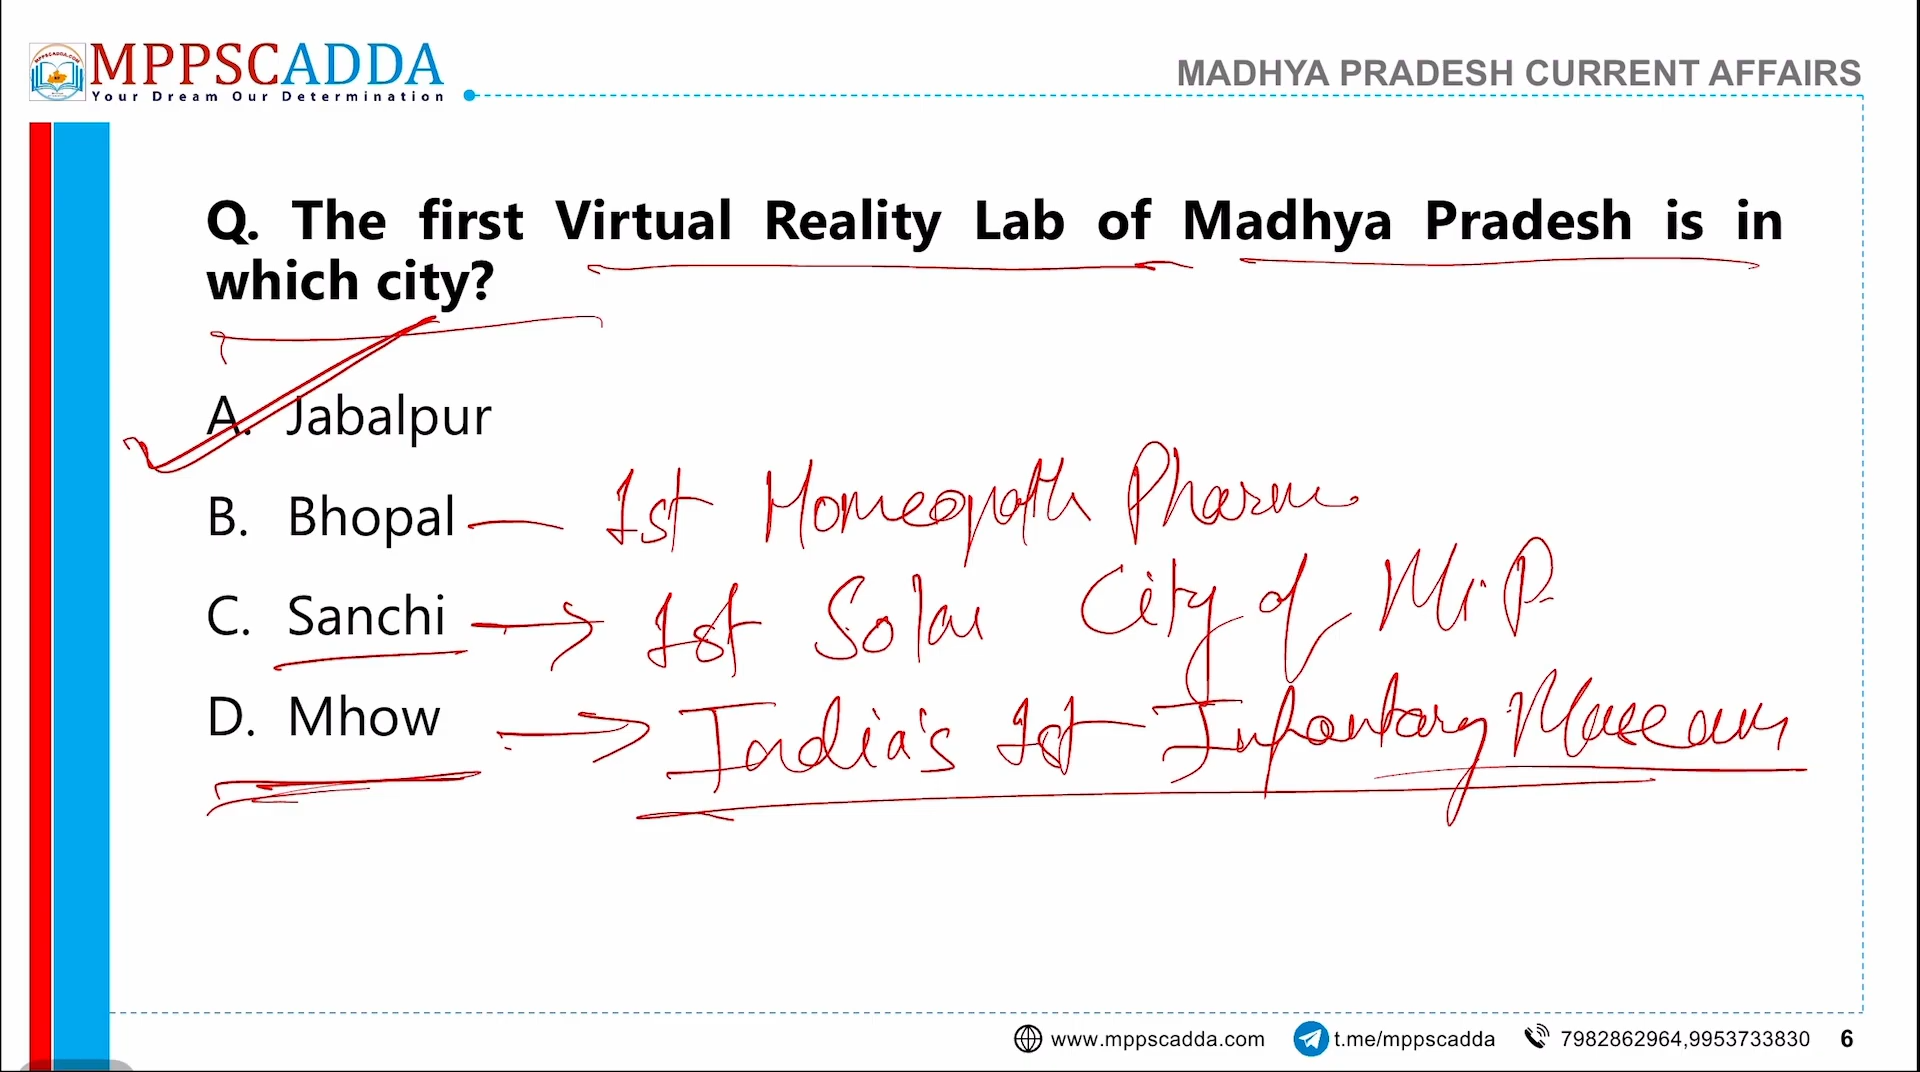 MPPSCADDA
Your Dream Our Determination
MADHYA PRADESH CURRENT AFFAIRS
Q. The first Virtual Reality Lab of Madhya Pradesh is in
which city?
A. Jabalpur
B. Bhopal — 1st Homeopath Pharm
C. Sanchi → 1st Solar City of M.P.
D. Mhow → India's 1st Infantary Museum
www.mppscadda.com t.me/mppscadda 7982862964,9953733830 6